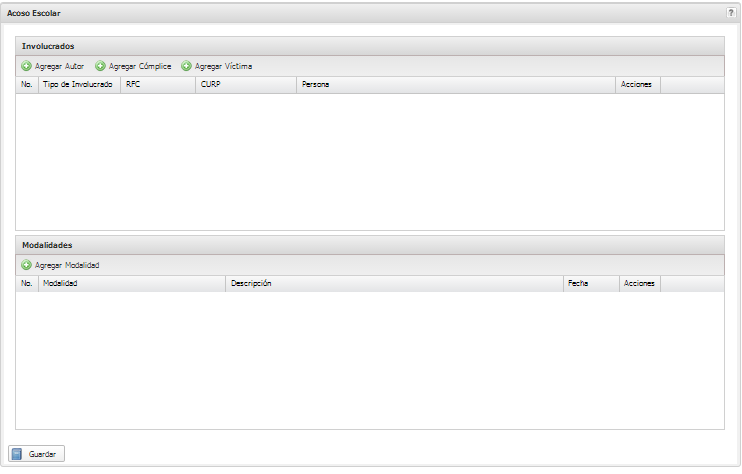 Acoso Escolar ?
Involucrados
Agregar Autor Agregar Cómplice Agregar Víctima
No. Tipo de Involucrado RFC CURP Persona Acciones
Modalidades
Agregar Modalidad
No. Modalidad Descripción Fecha Acciones
Guardar